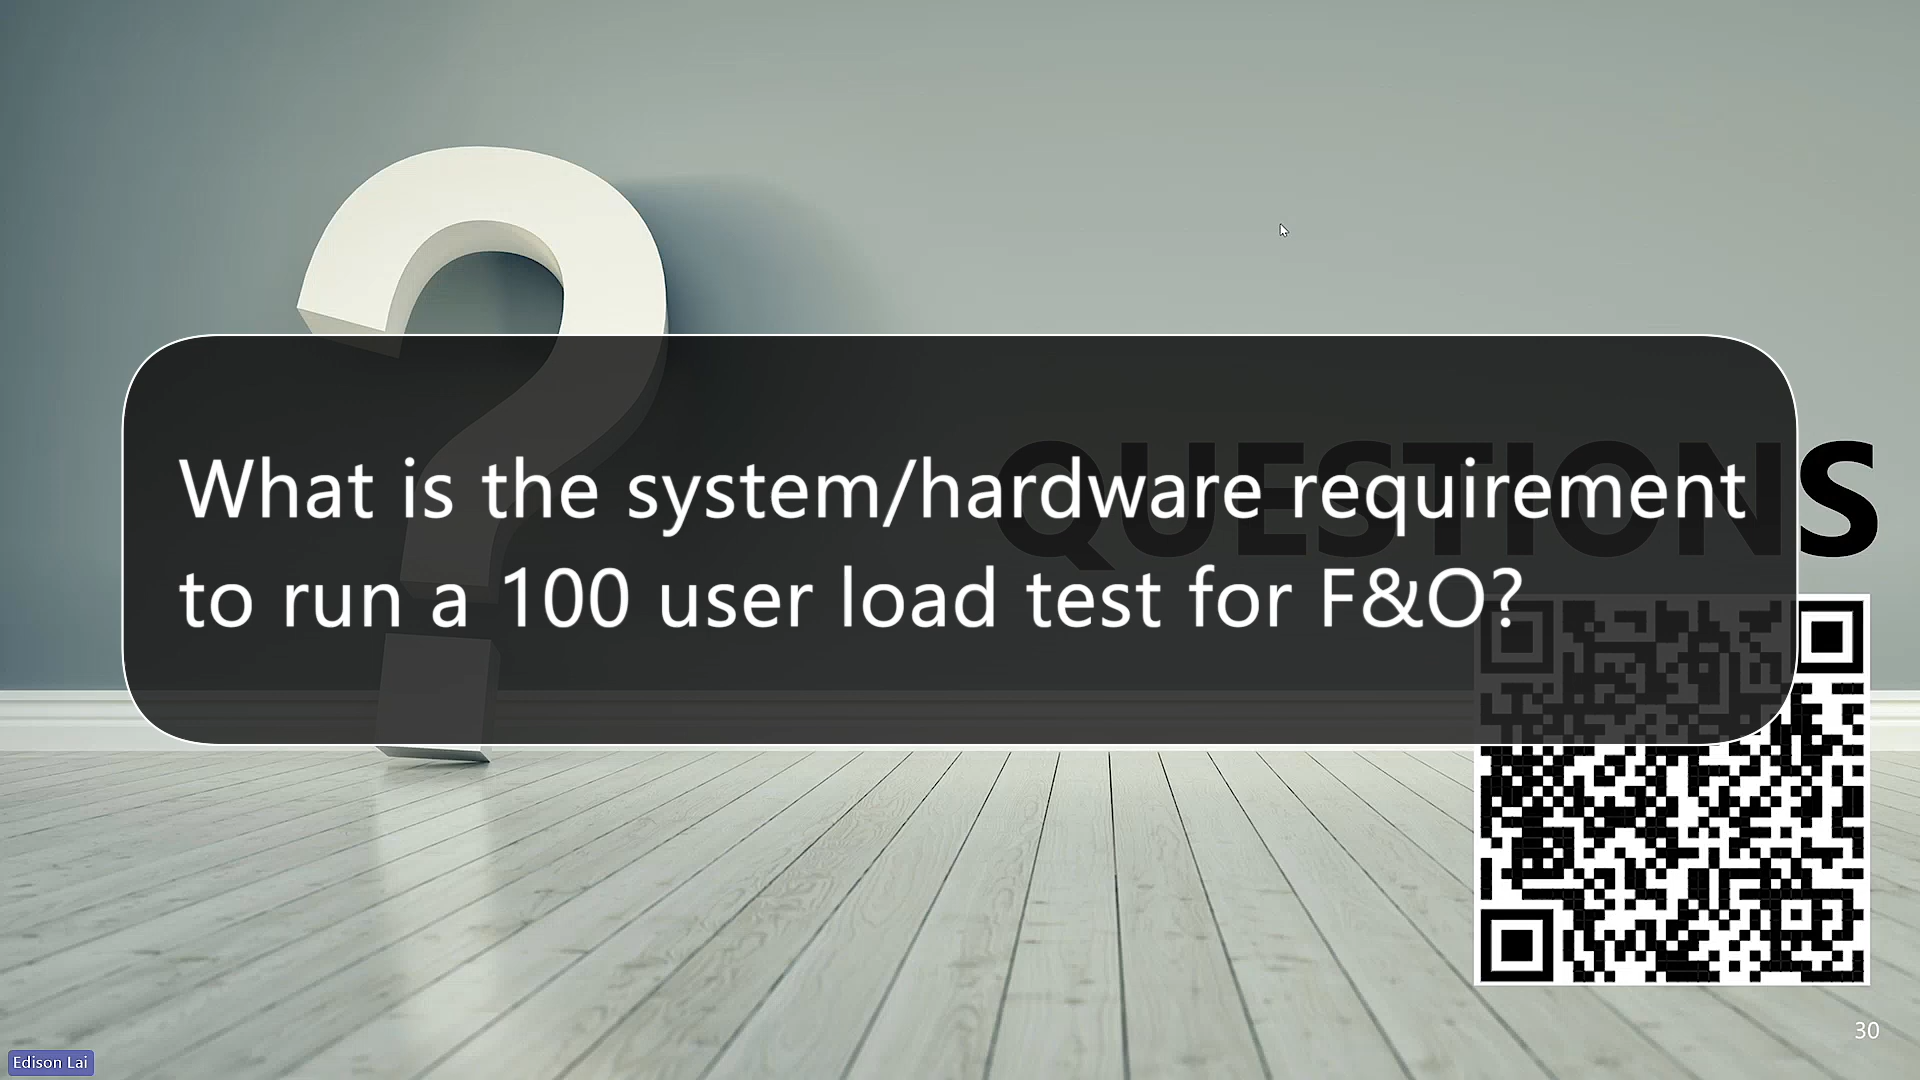 QUESTIONS
What is the system/hardware requirement
to run a 100 user load test for F&O?
30
Edison Lai